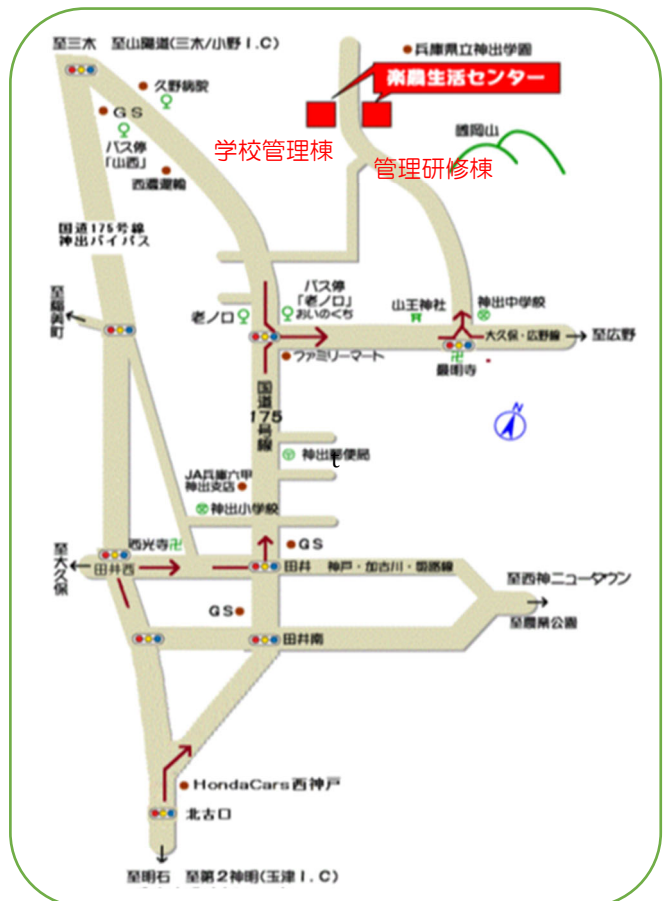 至三木 至山陽道(三木/小野I.C)
兵庫県立神出学園
楽農生活センター
久野病院
GS
バス停
「山西」
学校管理棟
管理研修棟
雌岡山
西濃運輸
国道175号線
神出バイパス
バス停
「老ノ口」
おいのくち
老ノ口
山王神社
神出中学校
大久保・広野線
至広野
ファミリーマート
最明寺
国道175号線
N
神出郵便局
t
JA兵庫六甲
神出支店
神出小学校
西光寺
GS
至大久保
田井西
田井
神戸・加古川・姫路線
至西神ニュータウン
至農業公園
GS
田井南
HondaCars西神戸
北古口
至明石 至第2神明(玉津I.C)